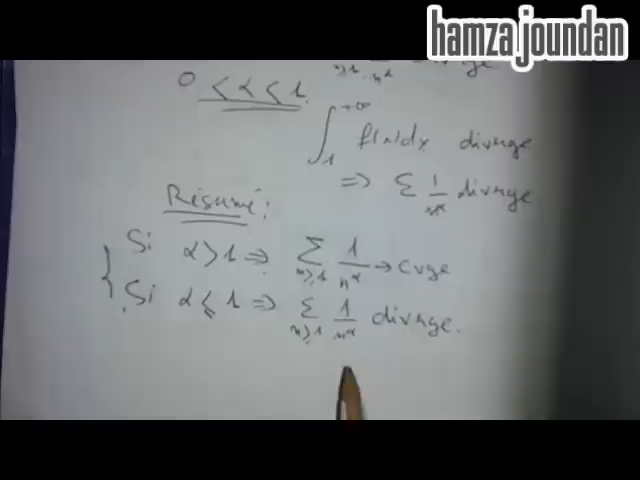 hamza.joundan
0 < α < 1.
∫₁^{+∞} f(x)dx diverge
⇒ Σ 1/n^α diverge
Résumé:
Si α > 1 ⇒ Σ_{n≥1} 1/n^α → cvge
Si α ≤ 1 ⇒ Σ_{n≥1} 1/n^α diverge.